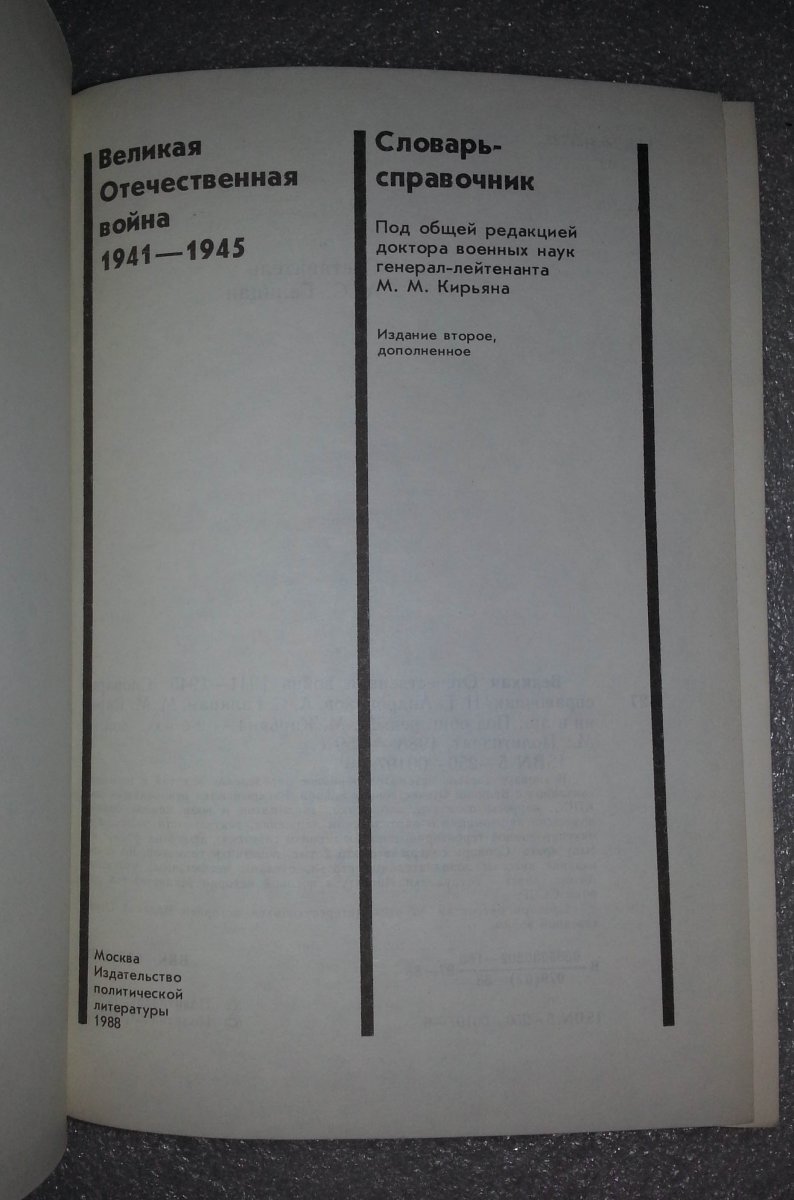 Великая
Отечественная
война
1941—1945
Словарь-
справочник
Под общей редакцией
доктора военных наук
генерал-лейтенанта
М. М. Кирьяна
Издание второе,
дополненное
Москва
Издательство
политической
литературы
1988